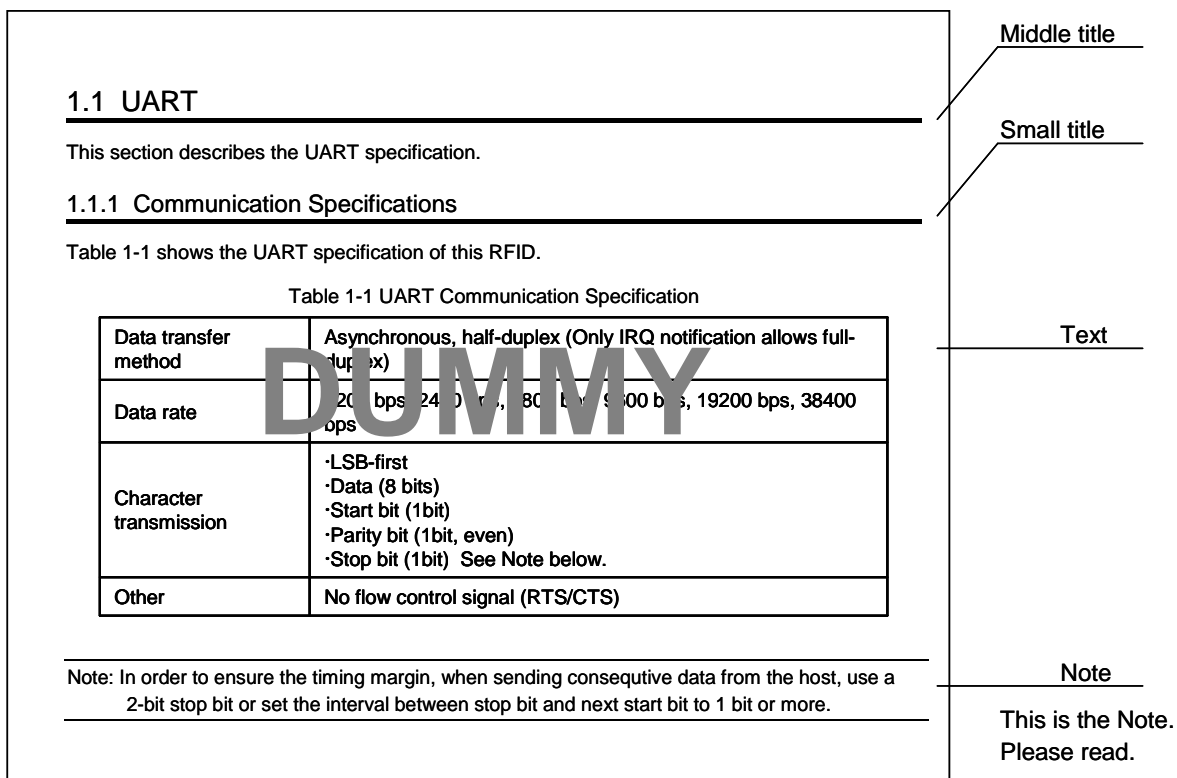 Middle title
1.1 UART
Small title
This section describes the UART specification.
1.1.1 Communication Specifications
Table 1-1 shows the UART specification of this RFID.
Table 1-1 UART Communication Specification
Data transfer
method
Asynchronous, half-duplex (Only IRQ notification allows full-
duplex)
Text
DUMMY
Data rate
bps, 19200 bps, 38400
bps
Character
transmission
·LSB-first
·Data (8 bits)
·Start bit (1bit)
·Parity bit (1bit, even)
·Stop bit (1bit) See Note below.
Other
No flow control signal (RTS/CTS)
Note: In order to ensure the timing margin, when sending consequtive data from the host, use a
2-bit stop bit or set the interval between stop bit and next start bit to 1 bit or more.
Note
This is the Note.
Please read.